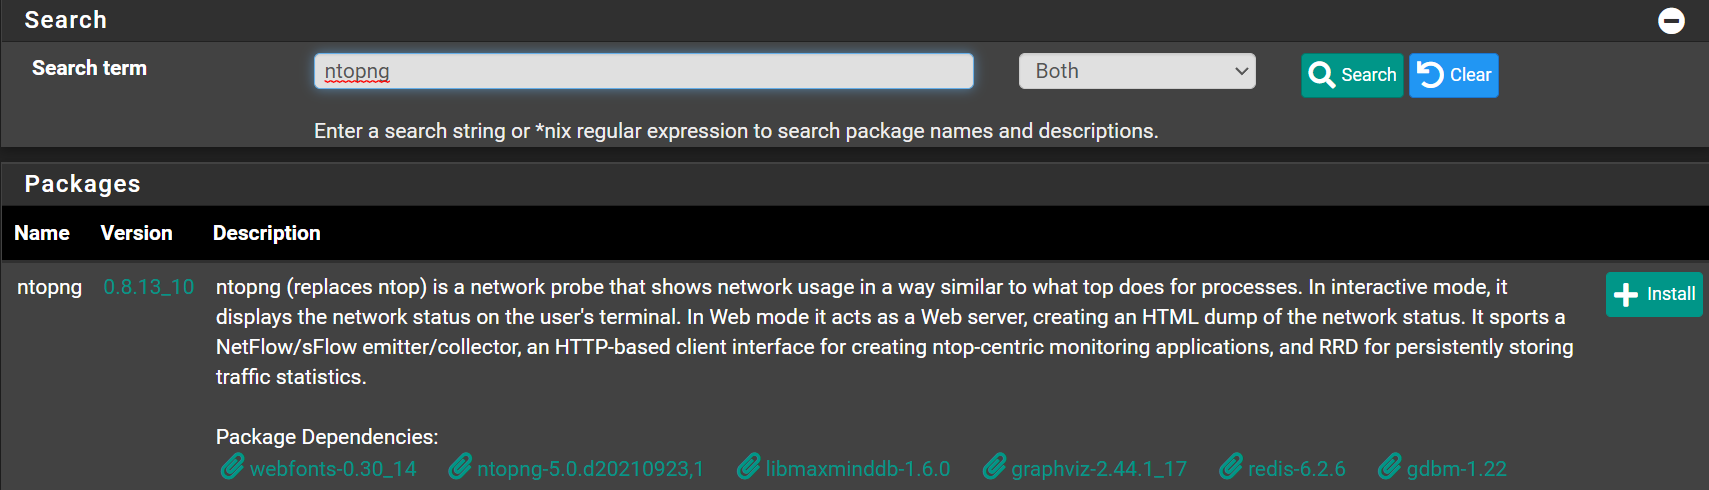 Search
Search term
ntopng
Both
Search
Clear
Enter a search string or *nix regular expression to search package names and descriptions.
Packages
Name Version Description
ntopng 0.8.13_10 ntopng (replaces ntop) is a network probe that shows network usage in a way similar to what top does for processes. In interactive mode, it
displays the network status on the user's terminal. In Web mode it acts as a Web server, creating an HTML dump of the network status. It sports a
NetFlow/sFlow emitter/collector, an HTTP-based client interface for creating ntop-centric monitoring applications, and RRD for persistently storing
traffic statistics.
Install
Package Dependencies:
webfonts-0.30_14 ntopng-5.0.d20210923,1 libmaxminddb-1.6.0 graphviz-2.44.1_17 redis-6.2.6 gdbm-1.22